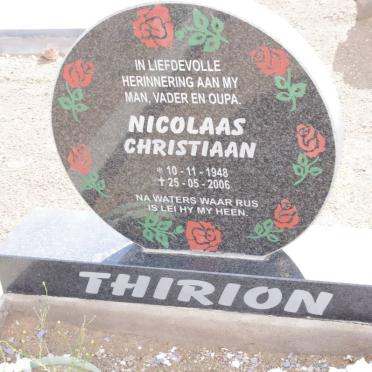 IN LIEFDEVOLLE
HERINNERING AAN MY
MAN, VADER EN OUPA.
NICOLAAS
CHRISTIAAN
* 10 - 11 - 1948
† 25 - 05 - 2006
NA WATERS WAAR RUS
IS LEI HY MY HEEN.
THIRION